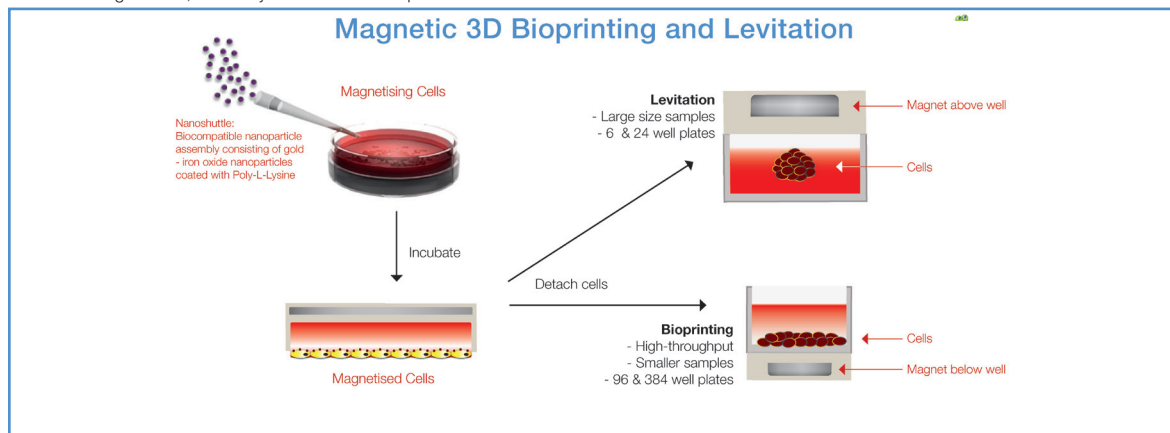 Magnetic 3D Bioprinting and Levitation
Magnetising Cells
Nanoshuttle:
Biocompatible nanoparticle
assembly consisting of gold
- iron oxide nanoparticles
coated with Poly-L-Lysine
Incubate
Magnetised Cells
Detach cells
Levitation
- Large size samples
- 6 & 24 well plates
Magnet above well
Cells
Bioprinting
- High-throughput
- Smaller samples
- 96 & 384 well plates
Cells
Magnet below well